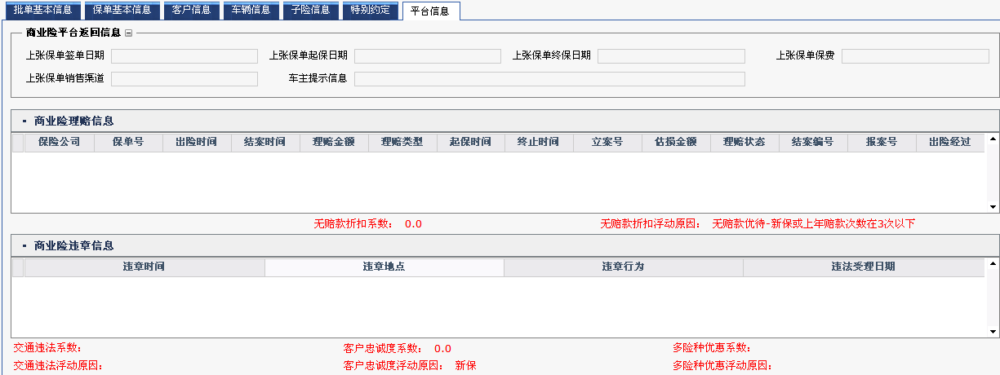 批单基本信息 保单基本信息 客户信息 车辆信息 子险信息 特别约定 平台信息
商业险平台返回信息
上张保单签单日期 上张保单起保日期 上张保单终保日期 上张保单保费
上张保单销售渠道 车主提示信息
- 商业险理赔信息
保险公司 保单号 出险时间 结案时间 理赔金额 理赔类型 起保时间 终止时间 立案号 估损金额 理赔状态 结案编号 报案号 出险经过
无赔款折扣系数： 0.0 无赔款折扣浮动原因： 无赔款优待-新保或上年赔款次数在3次以下
- 商业险违章信息
违章时间 违章地点 违章行为 违法受理日期
交通违法系数： 客户忠诚度系数： 0.0 多险种优惠系数：
交通违法浮动原因： 客户忠诚度浮动原因： 新保 多险种优惠浮动原因：